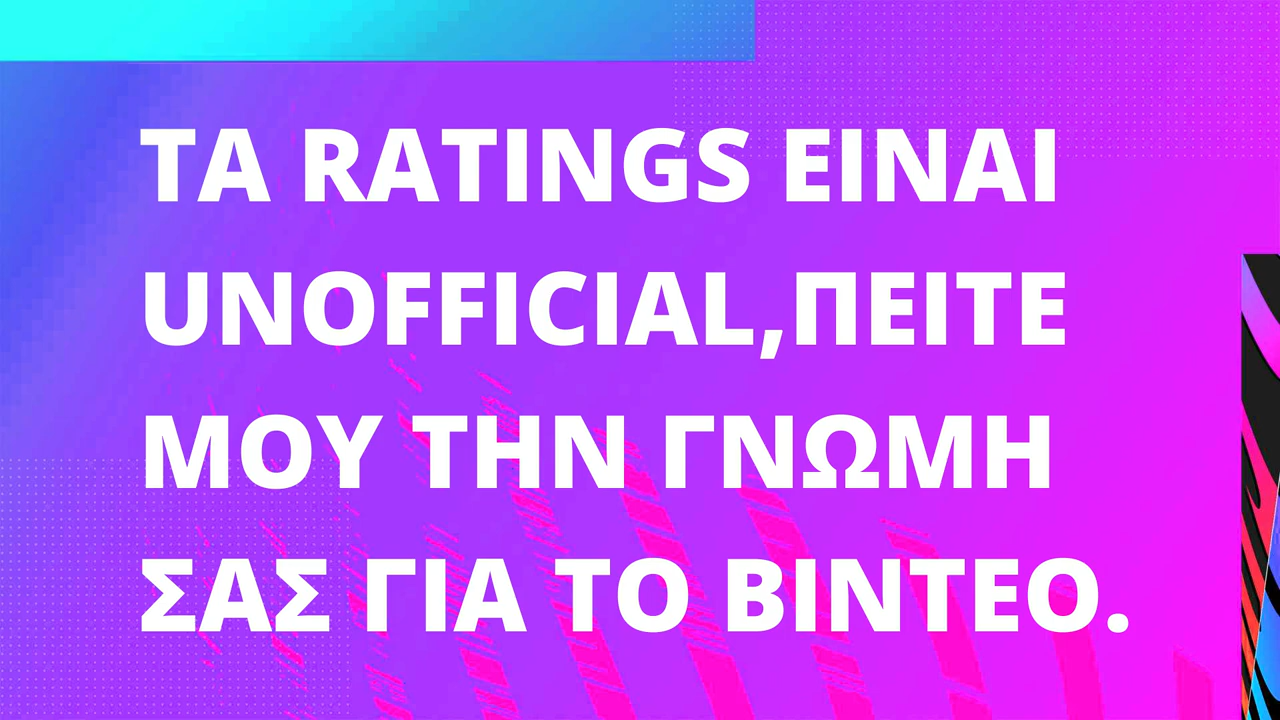 ΤΑ RATINGS ΕΙΝΑΙ
UNOFFICIAL,ΠΕΙΤΕ
ΜΟΥ ΤΗΝ ΓΝΩΜΗ
ΣΑΣ ΓΙΑ ΤΟ ΒΙΝΤΕΟ.